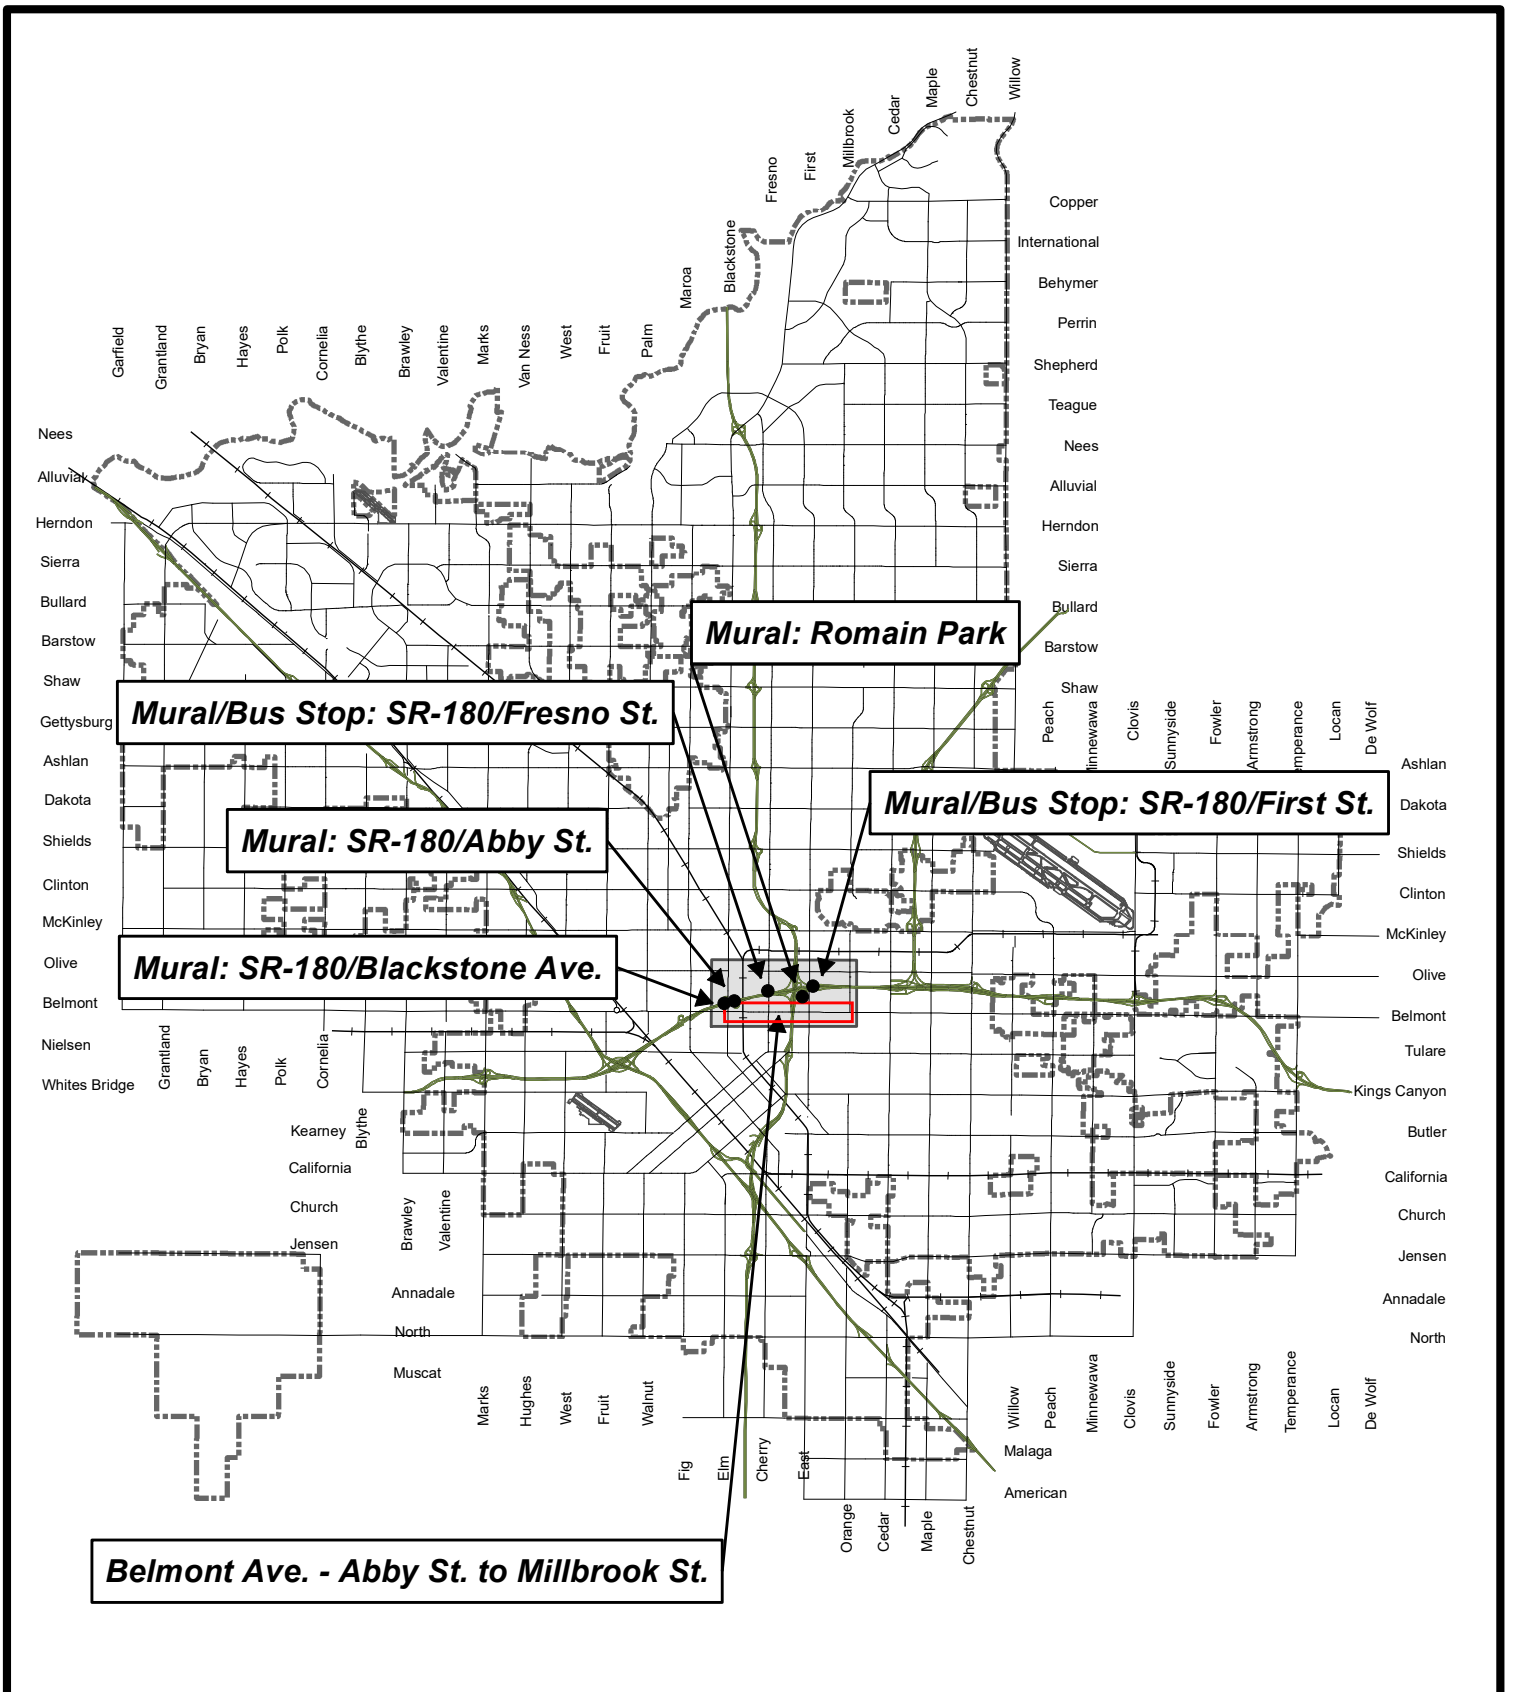 Willow
Chestnut
Maple
Cedar
Millbrook
First
Fresno
Blackstone
Maroa
Palm
Fruit
West
Van Ness
Marks
Valentine
Brawley
Blythe
Cornelia
Polk
Hayes
Bryan
Grantland
Garfield
Copper
International
Behymer
Perrin
Shepherd
Teague
Nees
Alluvial
Herndon
Sierra
Bullard
Barstow
Shaw
Nees
Alluvial
Herndon
Sierra
Bullard
Barstow
Shaw
Gettysburg
Ashlan
Dakota
Shields
Clinton
McKinley
Olive
Belmont
Nielsen
Whites Bridge
Mural: Romain Park
Mural/Bus Stop: SR-180/Fresno St.
Mural/Bus Stop: SR-180/First St.
Mural: SR-180/Abby St.
Mural: SR-180/Blackstone Ave.
Peach
Clovis
Sunnyside
Fowler
Armstrong
Locan
De Wolf
Ashlan
Dakota
Shields
Clinton
McKinley
Olive
Belmont
Tulare
Kings Canyon
Butler
California
Church
Jensen
Annadale
North
Grantland
Bryan
Hayes
Polk
Cornelia
Blythe
Kearney
California
Church
Jensen
Brawley
Valentine
Annadale
North
Muscat
Marks
Hughes
West
Fruit
Walnut
Fig
Elm
Cherry
East
Orange
Cedar
Maple
Chestnut
Malaga
American
Willow
Peach
Minnewawa
Clovis
Sunnyside
Fowler
Armstrong
Temperance
Locan
De Wolf
Belmont Ave. - Abby St. to Millbrook St.